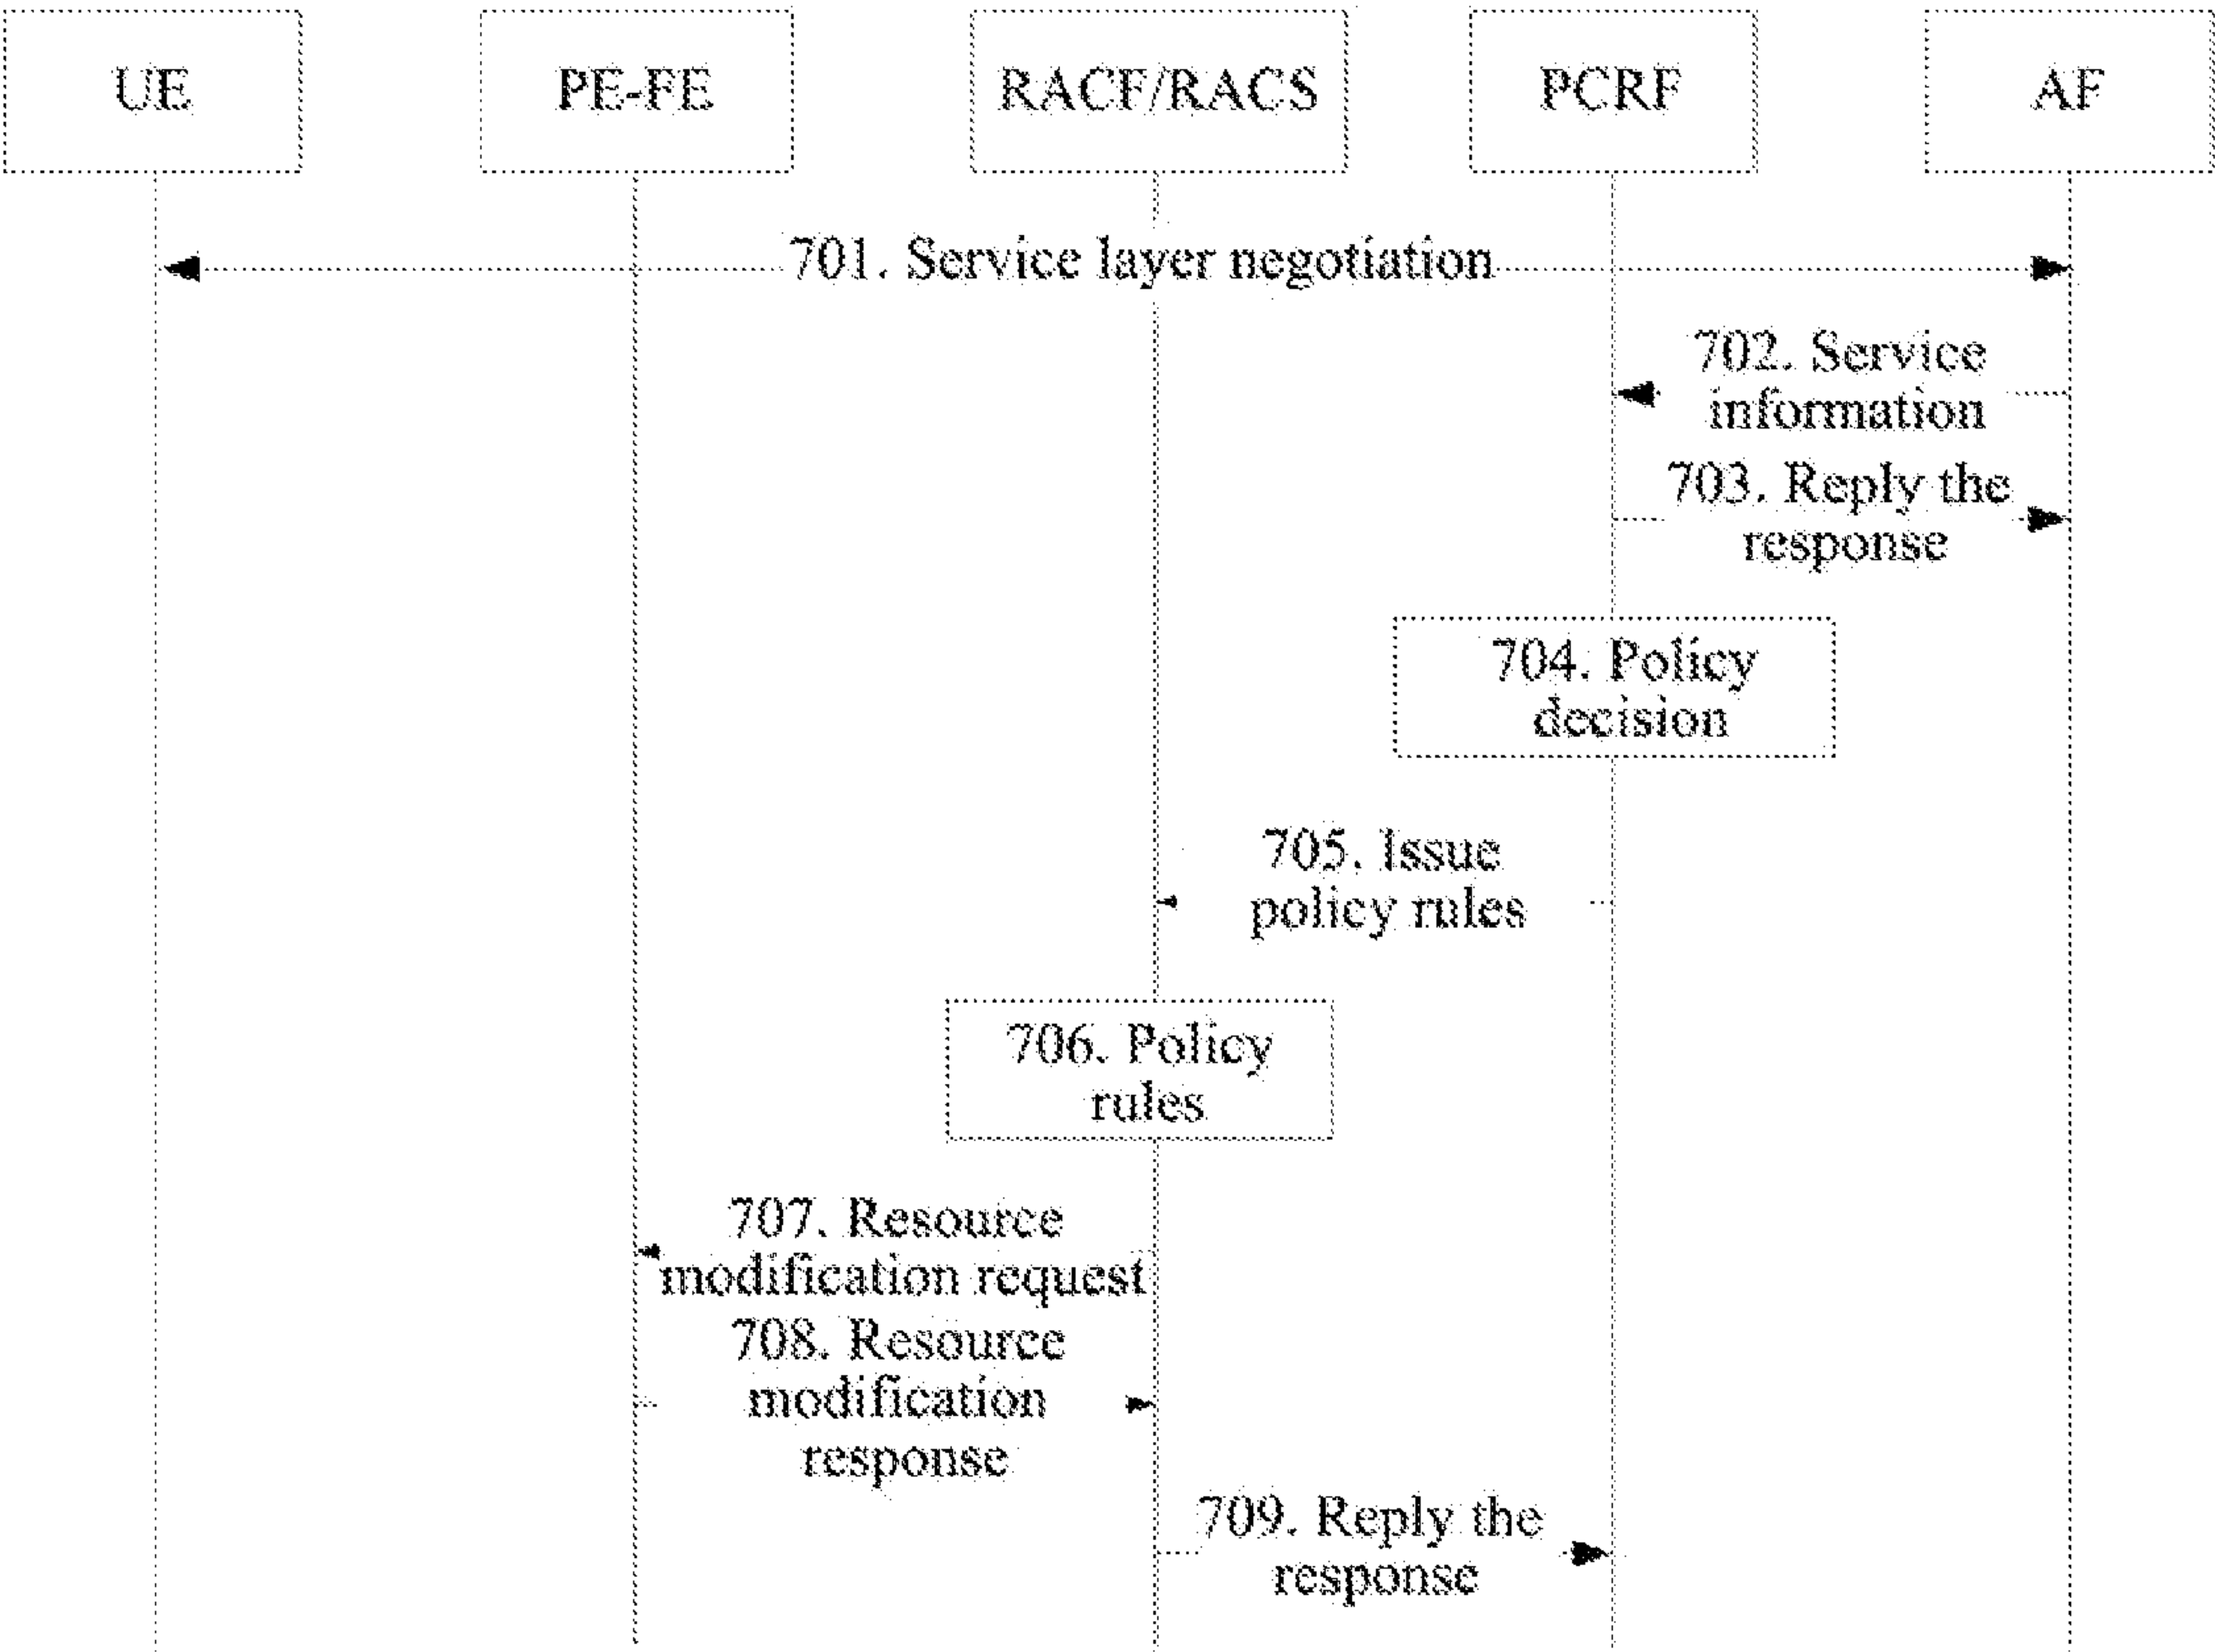 UE
PE-FE
RACF/RACS
PCRF
AF
701. Service layer negotiation
702. Service
information
703. Reply the
response
704. Policy
decision
705. Issue
policy rules
706. Policy
rules
707. Resource
modification request
708. Resource
modification
response
709. Reply the
response